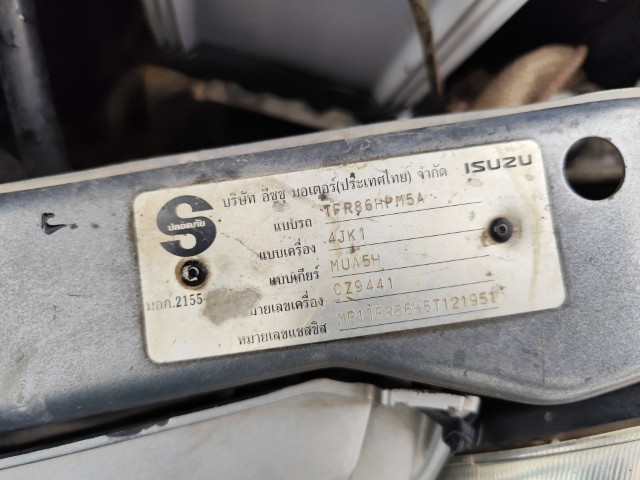 บริษัท อีซูซุ มอเตอร์(ประเทศไทย) จำกัด ISUZU
S
ปลอดภัย
มอก.2155-
แบบรถ TFR86HPM5A
แบบเครื่อง 4JK1
แบบเกียร์ MUA5H
หมายเลขเครื่อง CZ9441
หมายเลขแชสซิส MP1TFR86H5T121951